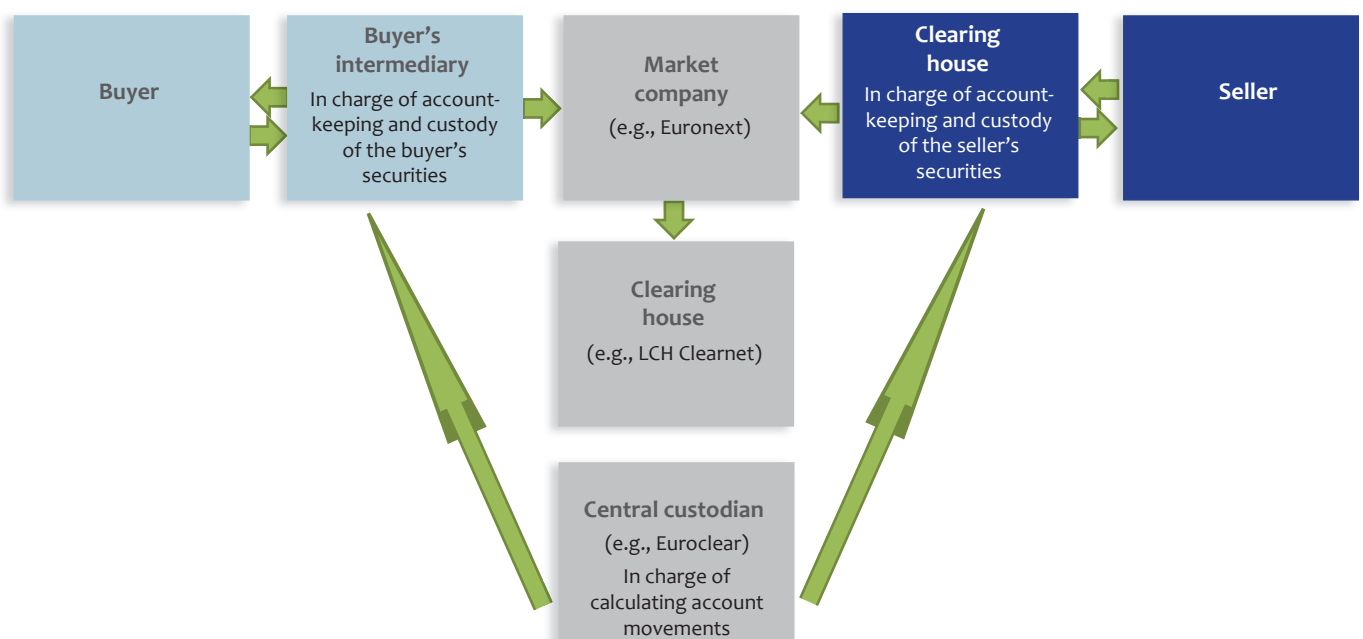 Buyer
Buyer’s
intermediary
In charge of account-
keeping and custody
of the buyer’s
securities
Market
company
(e.g., Euronext)
Clearing
house
In charge of account-
keeping and custody
of the seller’s
securities
Seller
Clearing
house
(e.g., LCH Clearnet)
Central custodian
(e.g., Euroclear)
In charge of
calculating account
movements